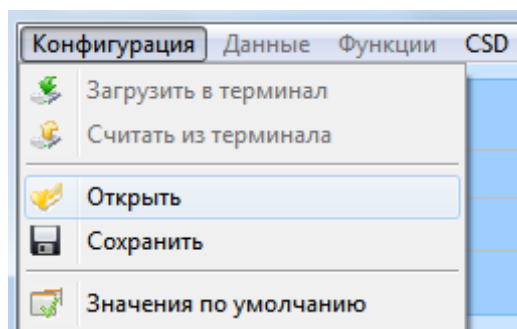 Конфигурация Данные Функции CSD
Загрузить в терминал
Считать из терминала
Открыть
Сохранить
Значения по умолчанию